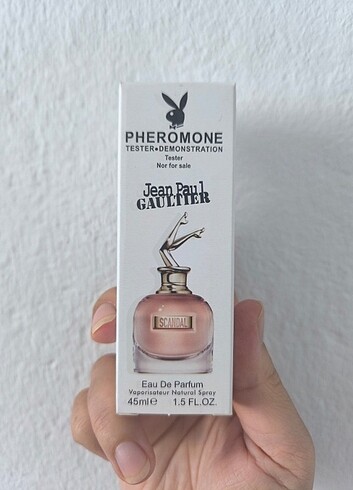 PHEROMONE
TESTER•DEMONSTRATION
Tester
Nor for sale
Jean Paul
GAULTIER
SCANDAL
Eau De Parfum
Vaporisateur Natural Spray
45ml℮ 1.5 FL.OZ.